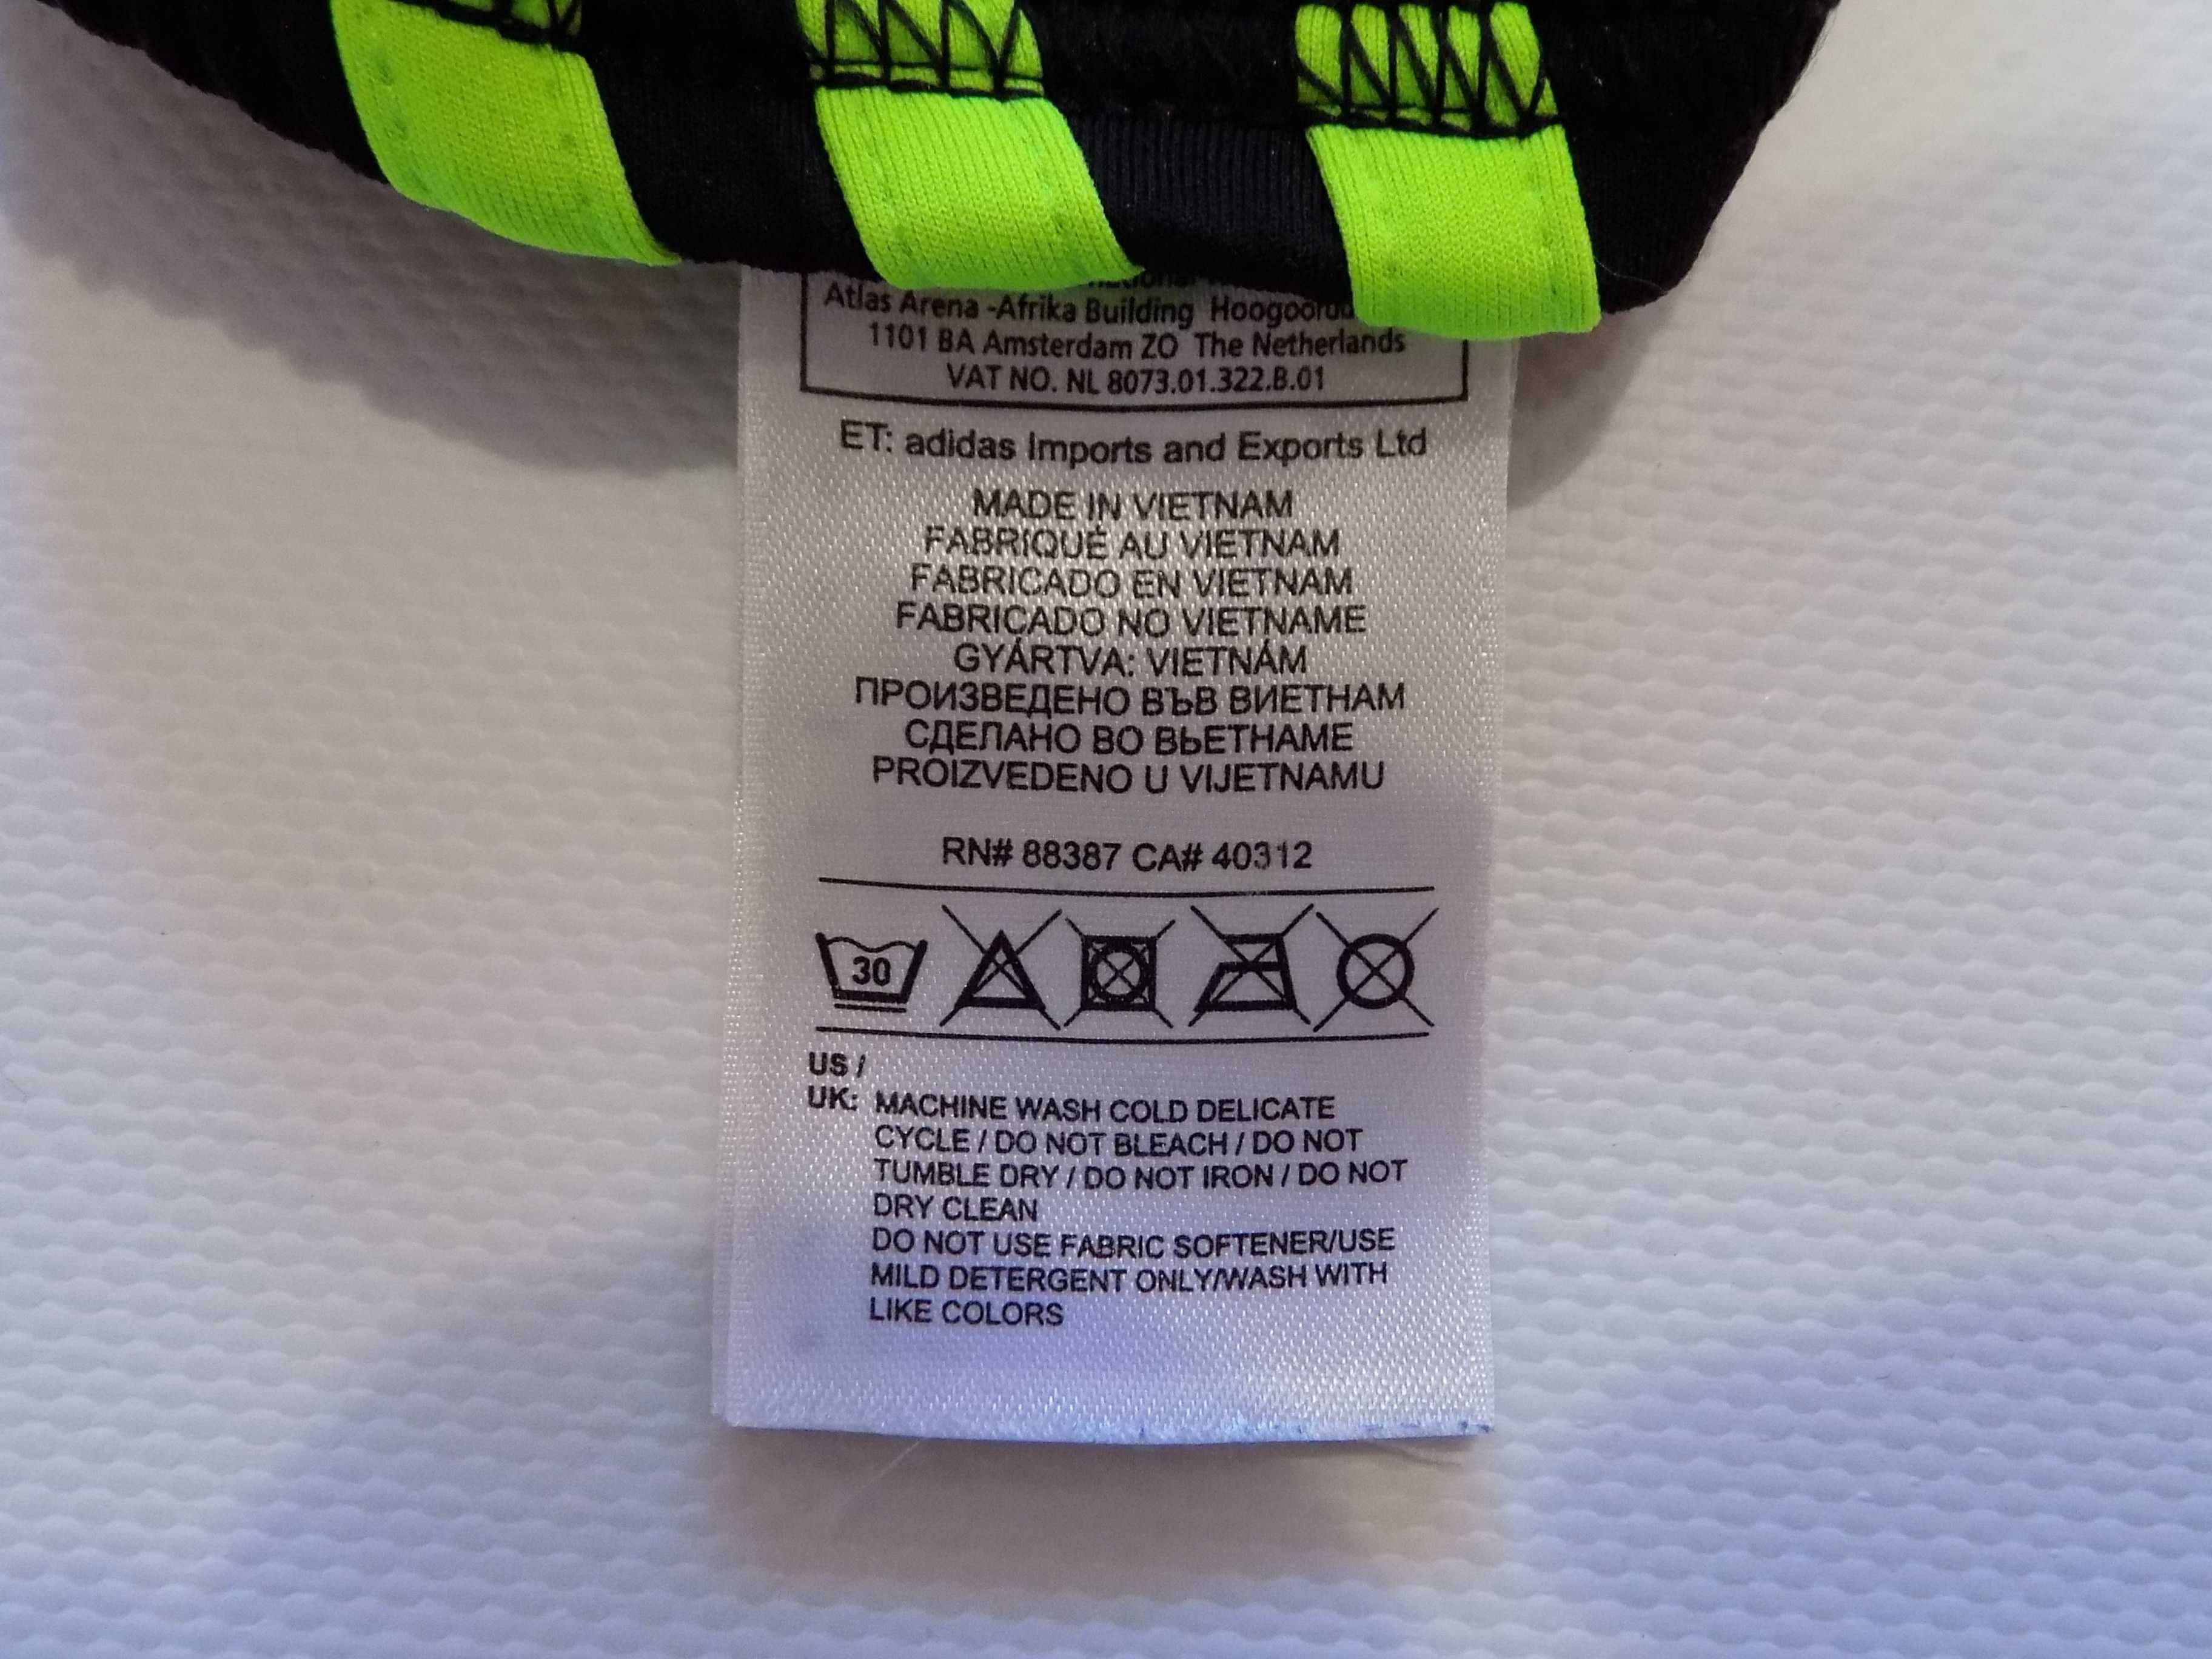 Atlas Arena -Afrika Building
1101 BA Amsterdam ZO The Netherlands
VAT NO. NL 8073.01.322.B.01
ET: adidas Imports and Exports Ltd
MADE IN VIETNAM
FABRIQUÉ AU VIETNAM
FABRICADO EN VIETNAM
FABRICADO NO VIETNAME
GYÁRTVA: VIETNÁM
ПРОИЗВЕДЕНО ВЪВ ВИЕТНАМ
СДЕЛАНО ВО ВЬЕТНАМЕ
PROIZVEDENO U VIJETNAMU
RN# 88387 CA# 40312
30
US /
UK: MACHINE WASH COLD DELICATE
CYCLE / DO NOT BLEACH / DO NOT
TUMBLE DRY / DO NOT IRON / DO NOT
DRY CLEAN
DO NOT USE FABRIC SOFTENER/USE
MILD DETERGENT ONLY/WASH WITH
LIKE COLORS